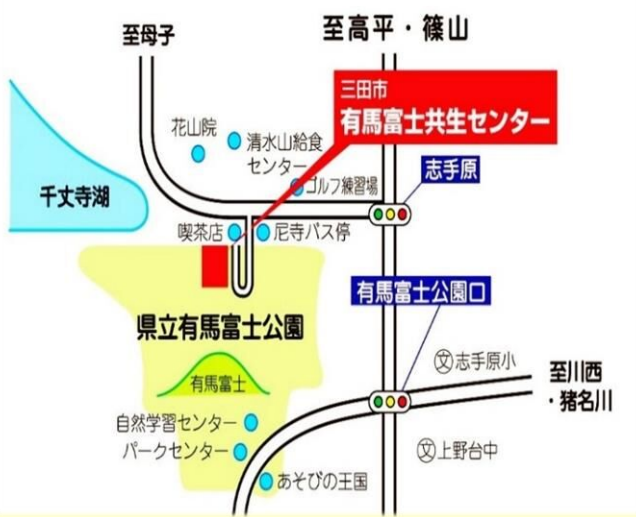 至母子
至高平・篠山
三田市
有馬富士共生センター
花山院
清水山給食
センター
ゴルフ練習場
志手原
千丈寺湖
喫茶店
尼寺バス停
有馬富士公園口
県立有馬富士公園
有馬富士
文志手原小
至川西
・猪名川
自然学習センター
パークセンター
文上野台中
あそびの王国